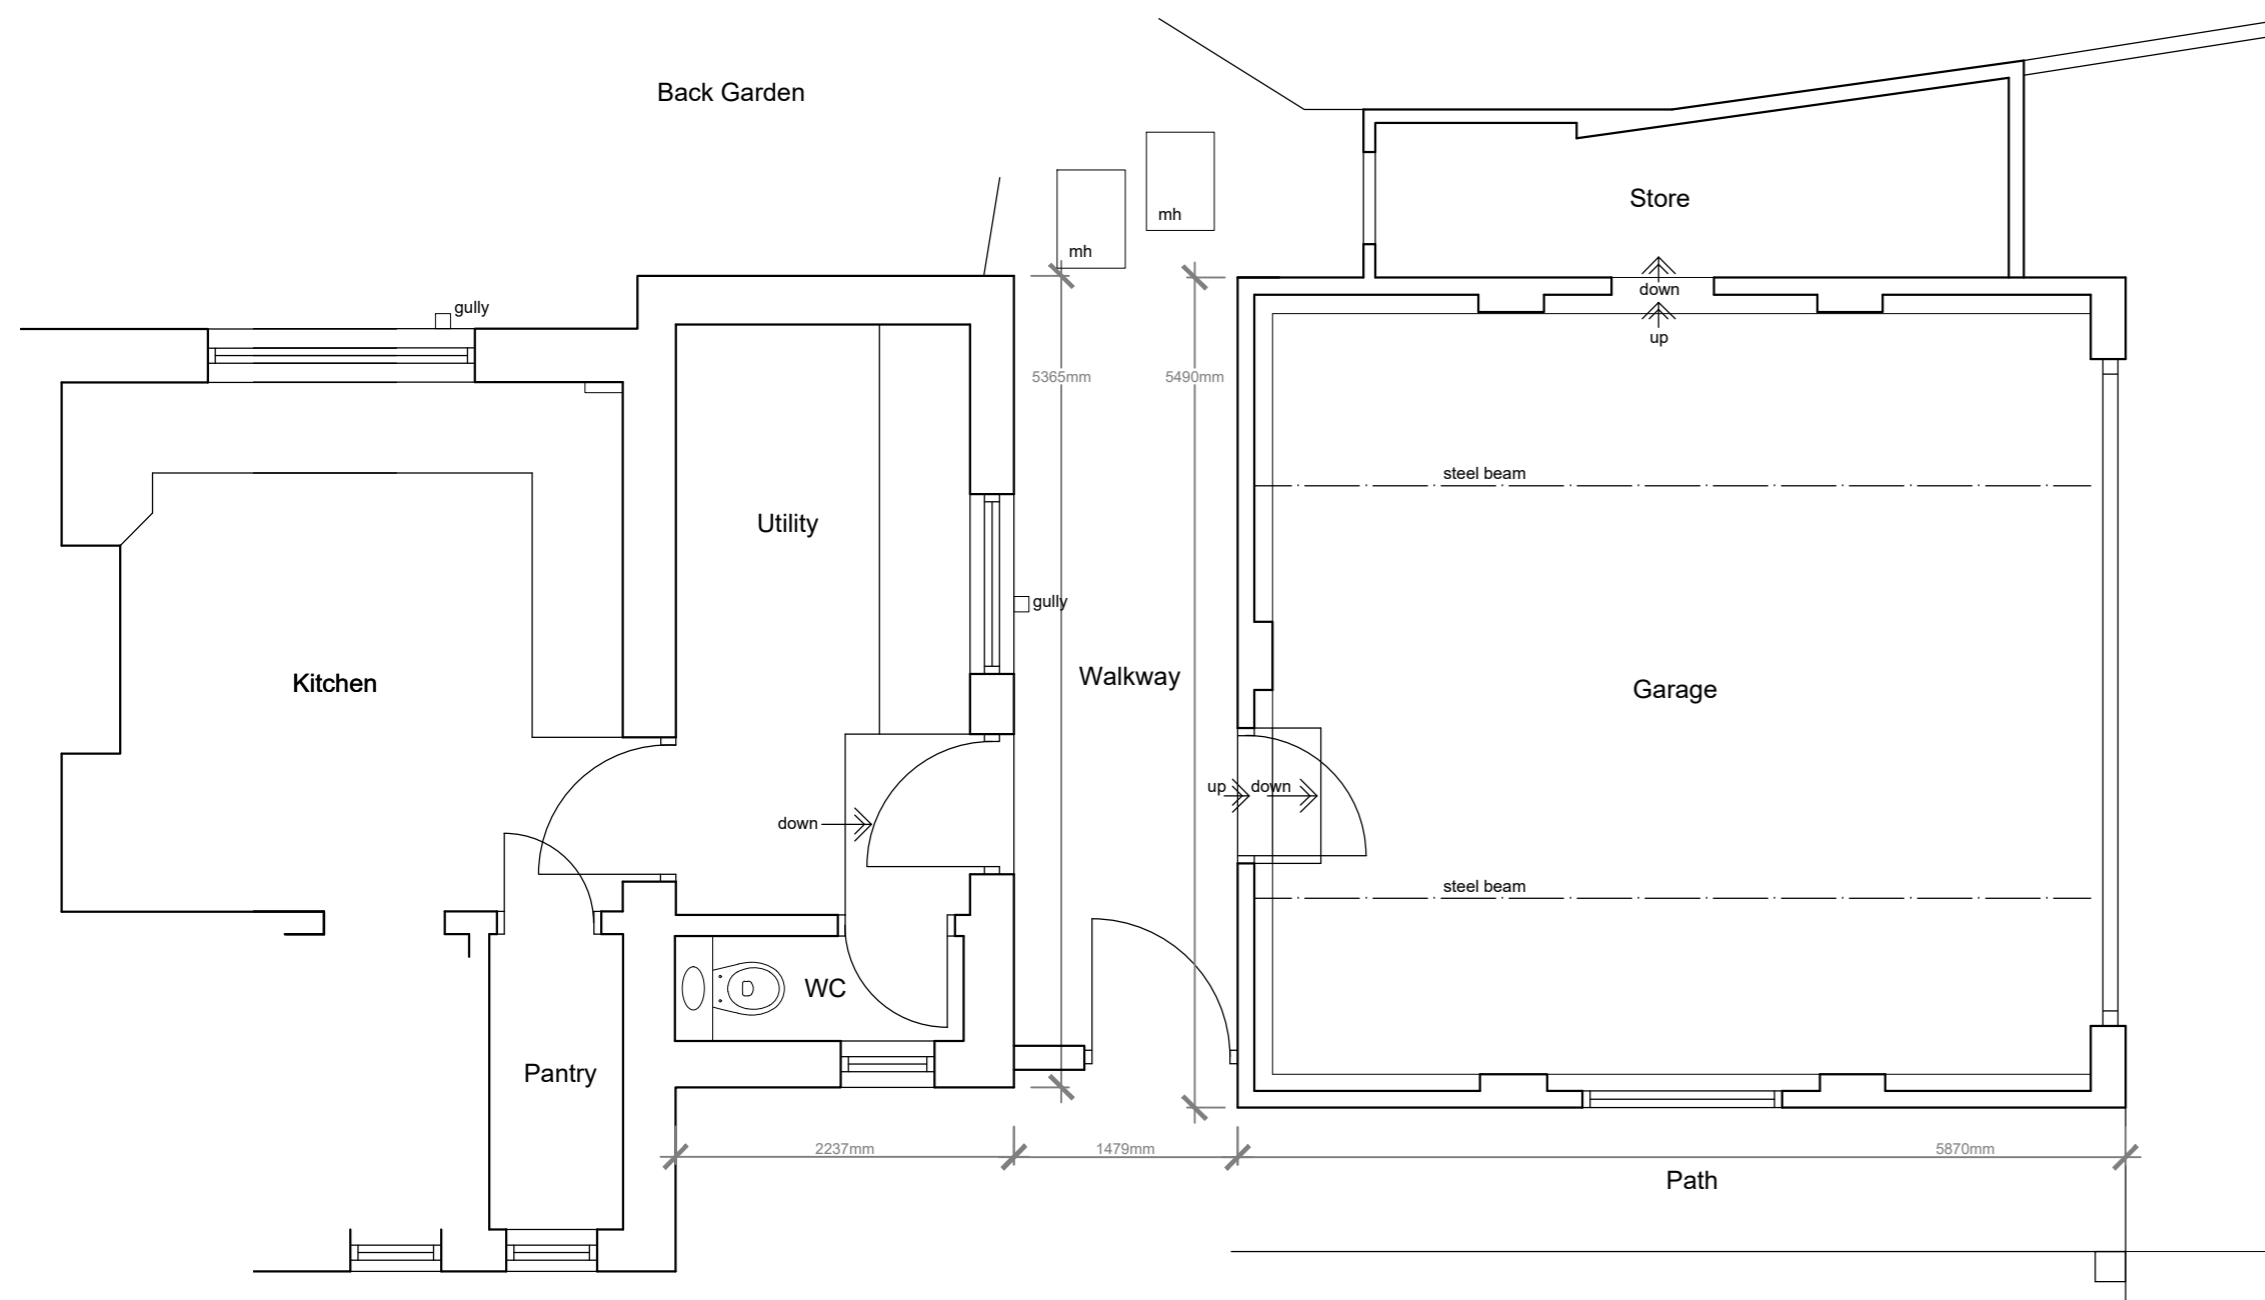 Back Garden
mh
Store
mh
down
gully
up
5365mm
5490mm
steel beam
Utility
gully
Walkway
Kitchen
Garage
up
down
down
steel beam
WC
Pantry
2237mm
1479mm
5870mm
Path